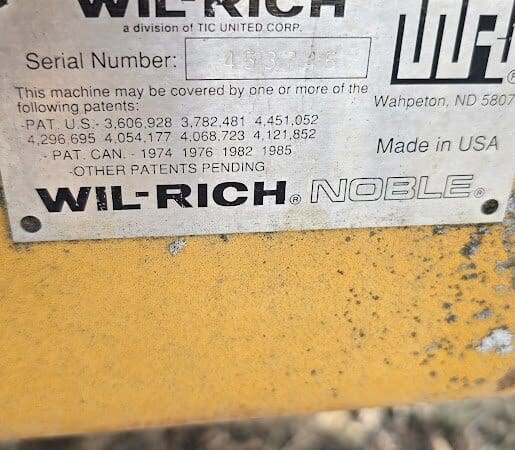 WIL-RICH
a division of TIC UNITED CORP.
Serial Number:
This machine may be covered by one or more of the
following patents:
-PAT. U.S.- 3,606,928 3,782,481 4,451,052
4,296,695 4,054,177 4,068,723 4,121,852
- PAT. CAN. - 1974 1976 1982 1985
-OTHER PATENTS PENDING
WIL-RICH® NOBLE®
WR®
Wahpeton, ND 5807
Made in USA